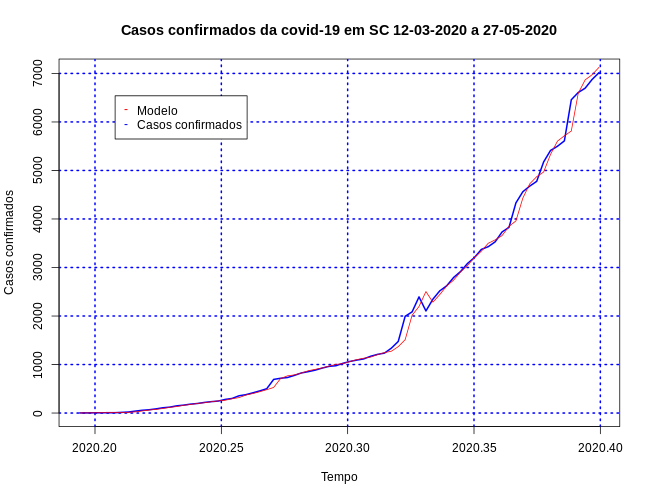 Casos confirmados da covid-19 em SC 12-03-2020 a 27-05-2020
Casos confirmados
7000
6000
5000
4000
3000
2000
1000
0
- Modelo
- Casos confirmados
2020.20 2020.25 2020.30 2020.35 2020.40
Tempo